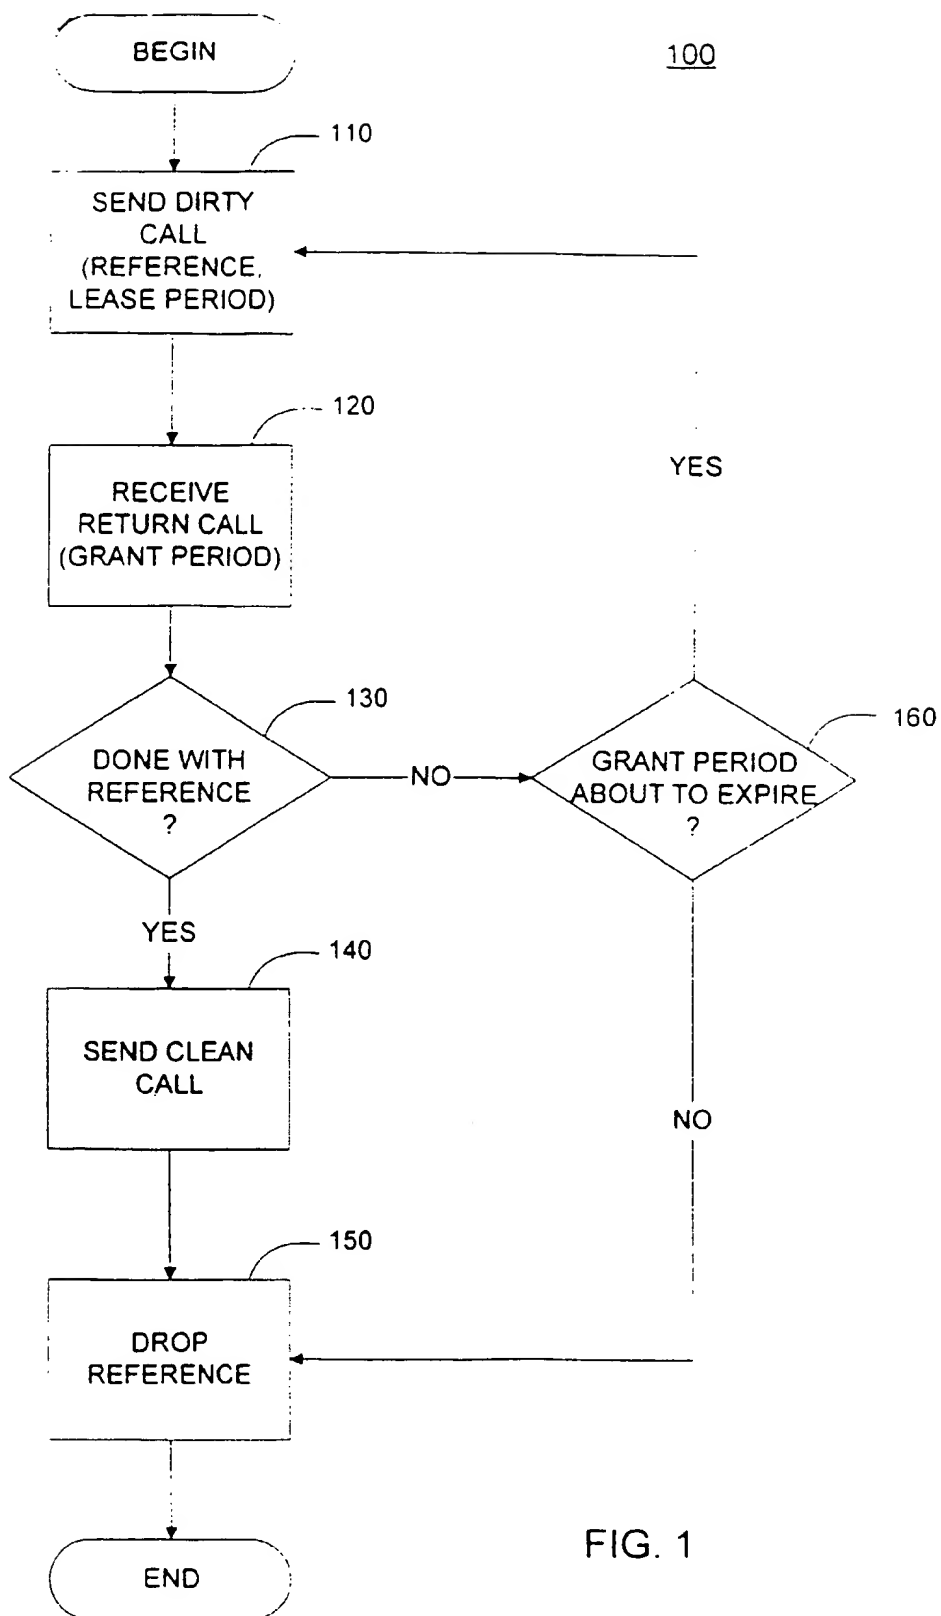 BEGIN
100
110
SEND DIRTY
CALL
(REFERENCE,
LEASE PERIOD)
120
RECEIVE
RETURN CALL
(GRANT PERIOD)
YES
130
DONE WITH
REFERENCE
?
NO
160
GRANT PERIOD
ABOUT TO EXPIRE
?
YES
140
SEND CLEAN
CALL
NO
150
DROP
REFERENCE
END
FIG. 1